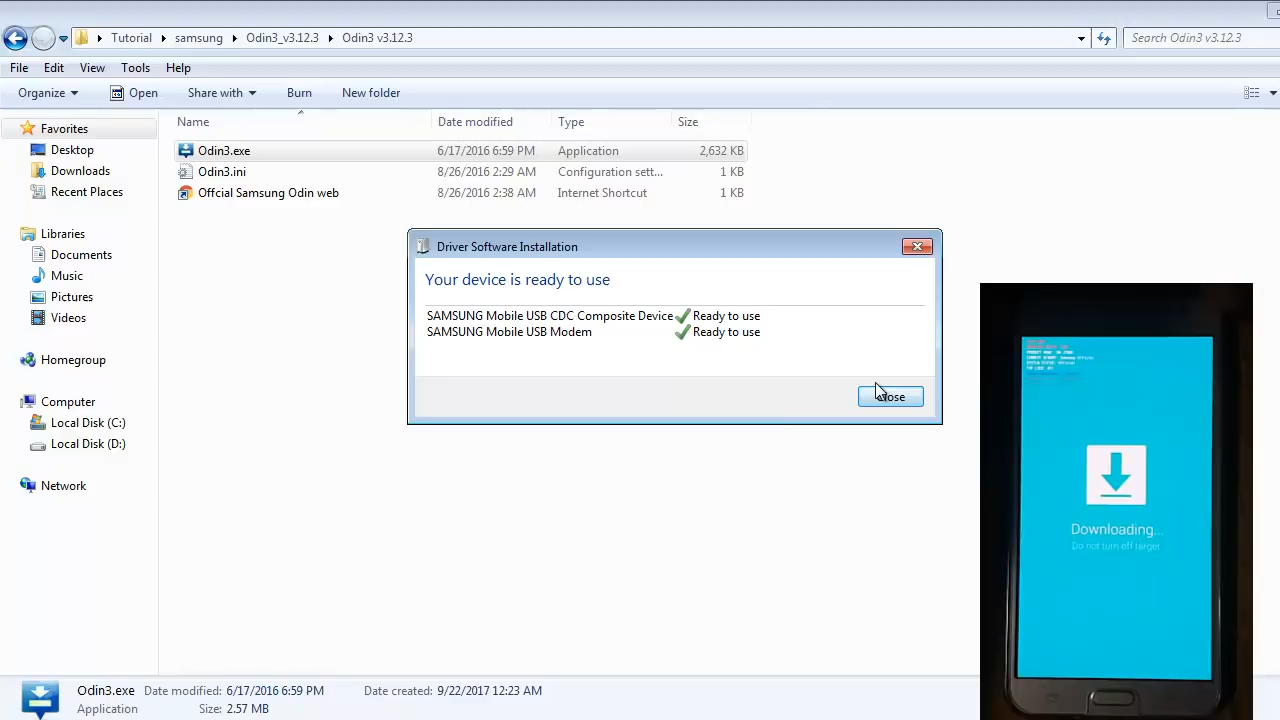 Tutorial samsung Odin3_v3.12.3 Odin3 v3.12.3 Search Odin3 v3.12.3
File Edit View Tools Help
Organize Open Share with Burn New folder
Name Date modified Type Size
Favorites
Desktop
Downloads
Recent Places
Libraries
Documents
Music
Pictures
Videos
Homegroup
Computer
Local Disk (C:)
Local Disk (D:)
Network
Odin3.exe 6/17/2016 6:59 PM Application 2,632 KB
Odin3.ini 8/26/2016 2:29 AM Configuration sett... 1 KB
Offcial Samsung Odin web 8/26/2016 2:38 AM Internet Shortcut 1 KB
Driver Software Installation
Your device is ready to use
SAMSUNG Mobile USB CDC Composite Device Ready to use
SAMSUNG Mobile USB Modem Ready to use
Close
Downloading...
Do not turn off target
Odin3.exe Date modified: 6/17/2016 6:59 PM Date created: 9/22/2017 12:23 AM
Application Size: 2.57 MB